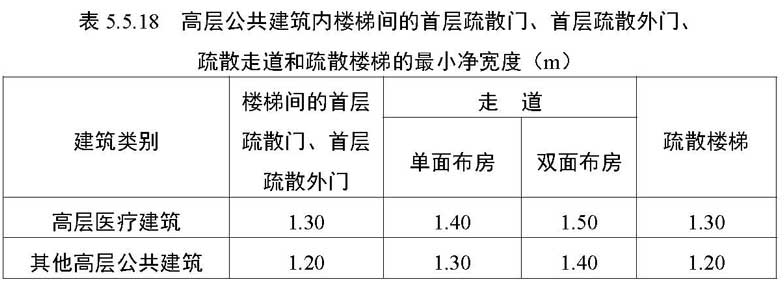 表 5.5.18 高层公共建筑内楼梯间的首层疏散门、首层疏散外门、
疏散走道和疏散楼梯的最小净宽度（m）
建筑类别
楼梯间的首层
疏散门、首层
疏散外门
走 道
单面布房
双面布房
疏散楼梯
高层医疗建筑 1.30 1.40 1.50 1.30
其他高层公共建筑 1.20 1.30 1.40 1.20